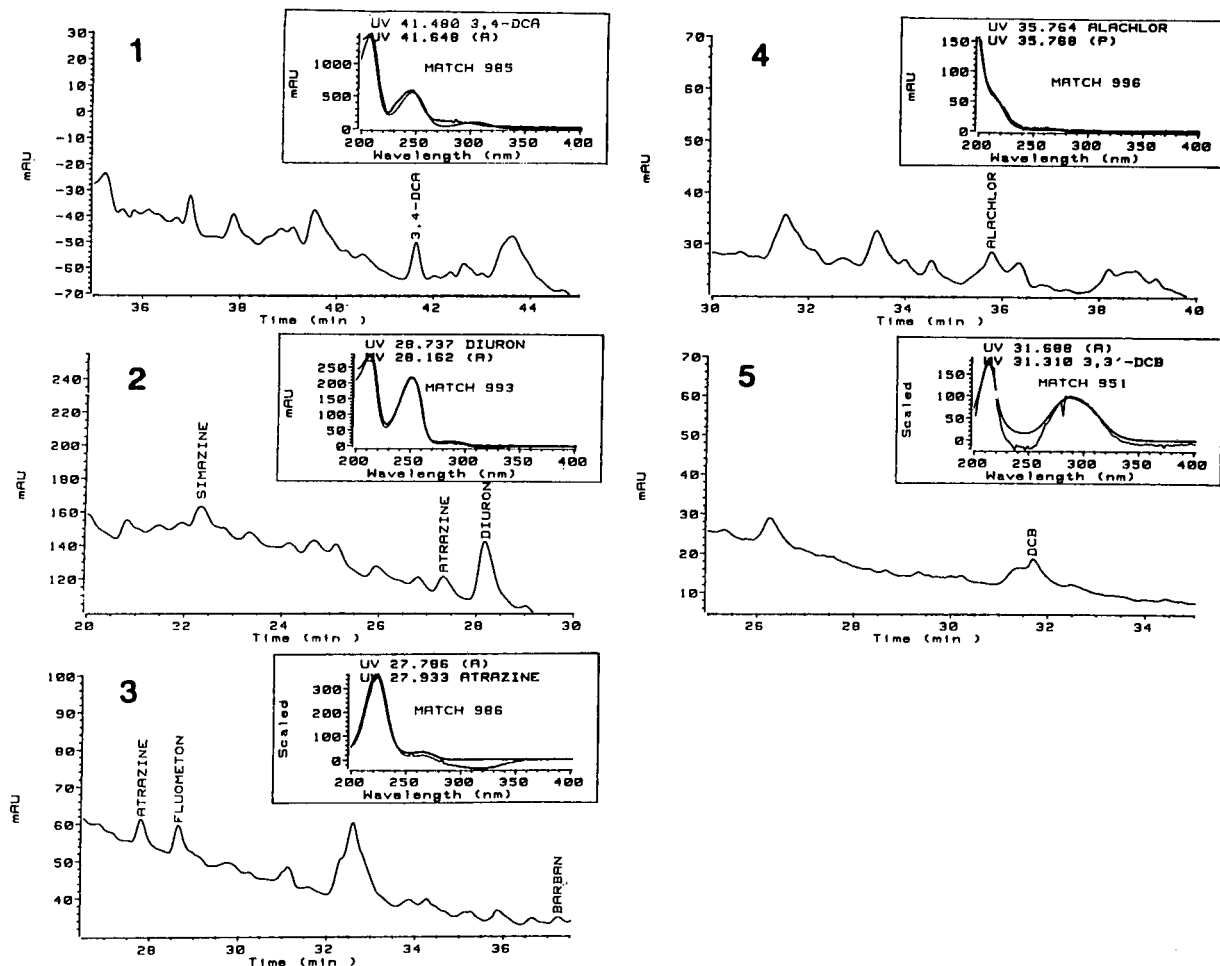 1
UV 41.480 3,4-DCA
UV 41.648 (A)
MATCH 985
mAU
1000
500
0
200 250 300 350 400
Wavelength (nm)
30
20
10
0
-10
-20
-30
-40
-50
-60
-70
mAU
3,4-DCA
36 38 40 42 44
Time (min )
4
UV 35.764 ALACHLOR
UV 35.788 (P)
MATCH 996
mAU
150
100
50
0
200 250 300 350 400
Wavelength (nm)
70
60
50
40
30
mAU
ALACHLOR
30 32 34 36 38 40
Time (min )
2
UV 28.737 DIURON
UV 28.162 (A)
MATCH 993
mAU
250
200
150
100
50
0
200 250 300 350 400
Wavelength (nm)
240
220
200
180
160
140
120
mAU
SIMAZINE
ATRAZINE
DIURON
20 22 24 26 28 30
Time (min )
5
UV 31.688 (A)
UV 31.310 3,3'-DCB
MATCH 951
Scaled
150
100
50
0
200 250 300 350 400
Wavelength (nm)
70
60
50
40
30
20
10
mAU
DCB
26 28 30 32 34
Time (min )
3
UV 27.786 (A)
UV 27.933 ATRAZINE
MATCH 986
Scaled
300
200
100
0
200 250 300 350 400
Wavelength (nm)
100
90
80
70
60
50
40
mAU
ATRAZINE
FLUOMETON
BARBAN
28 30 32 34 36
Time (min )